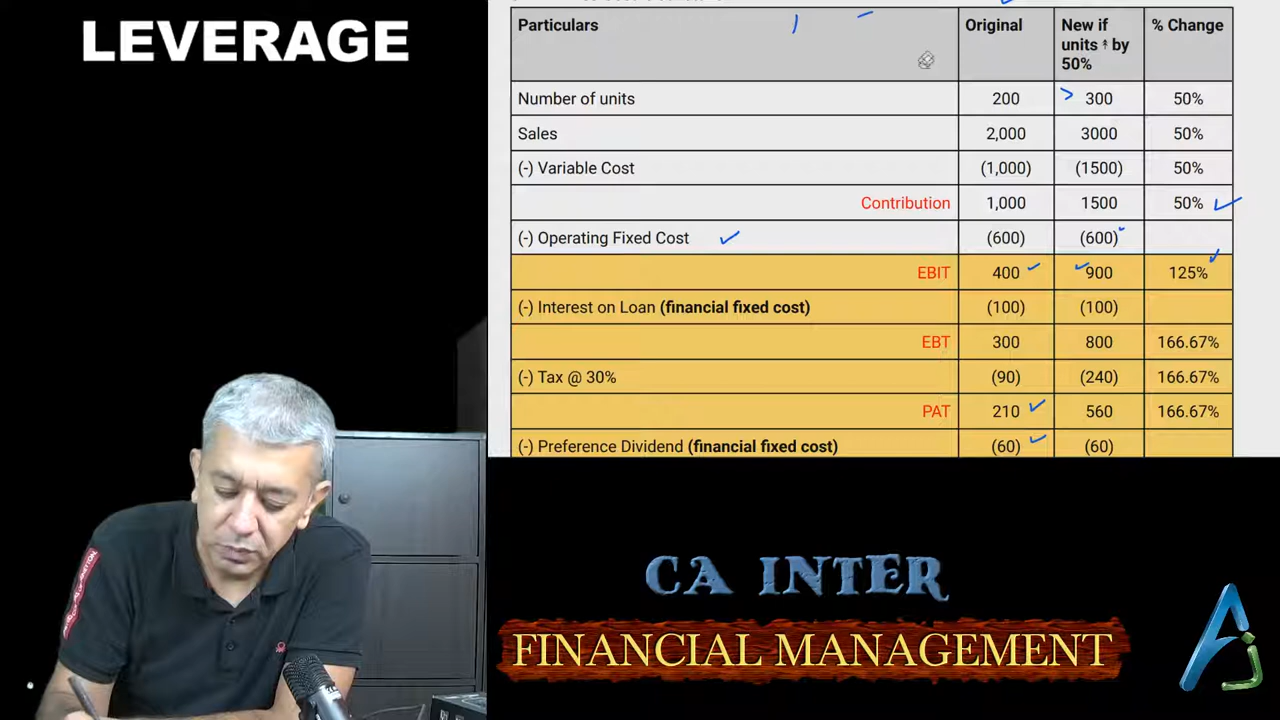 LEVERAGE
Particulars Original New if units ↟ by 50% % Change
Number of units 200 300 50%
Sales 2,000 3000 50%
(-) Variable Cost (1,000) (1500) 50%
Contribution 1,000 1500 50%
(-) Operating Fixed Cost (600) (600)
EBIT 400 900 125%
(-) Interest on Loan (financial fixed cost) (100) (100)
EBT 300 800 166.67%
(-) Tax @ 30% (90) (240) 166.67%
PAT 210 560 166.67%
(-) Preference Dividend (financial fixed cost) (60) (60)
CA INTER
FINANCIAL MANAGEMENT